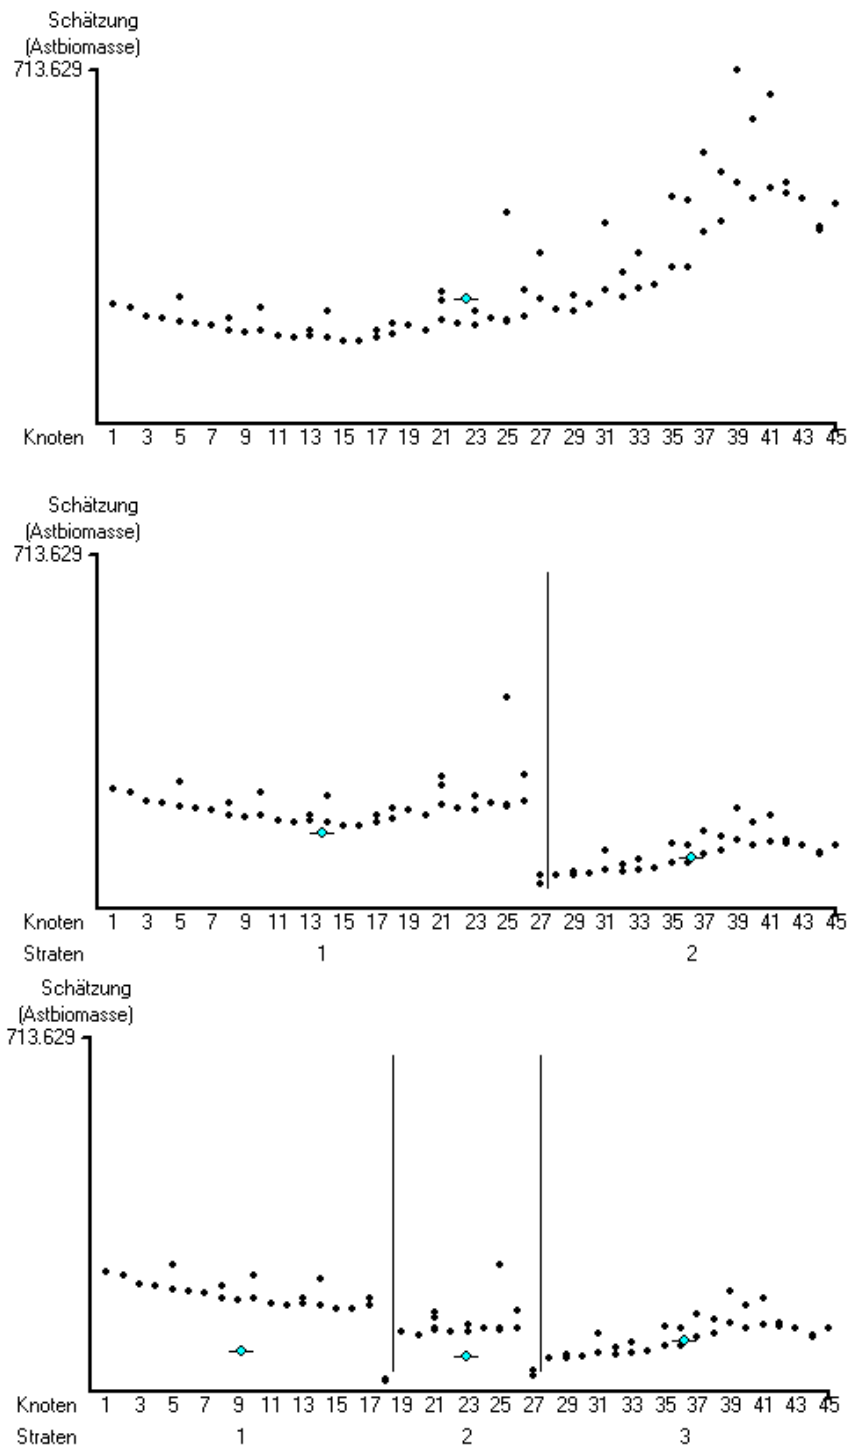 Schätzung
(Astbiomasse)
713.629
Knoten 1 3 5 7 9 11 13 15 17 19 21 23 25 27 29 31 33 35 37 39 41 43 45
Schätzung
(Astbiomasse)
713.629
Knoten 1 3 5 7 9 11 13 15 17 19 21 23 25 27 29 31 33 35 37 39 41 43 45
Straten 1 2
Schätzung
(Astbiomasse)
713.629
Knoten 1 3 5 7 9 11 13 15 17 19 21 23 25 27 29 31 33 35 37 39 41 43 45
Straten 1 2 3